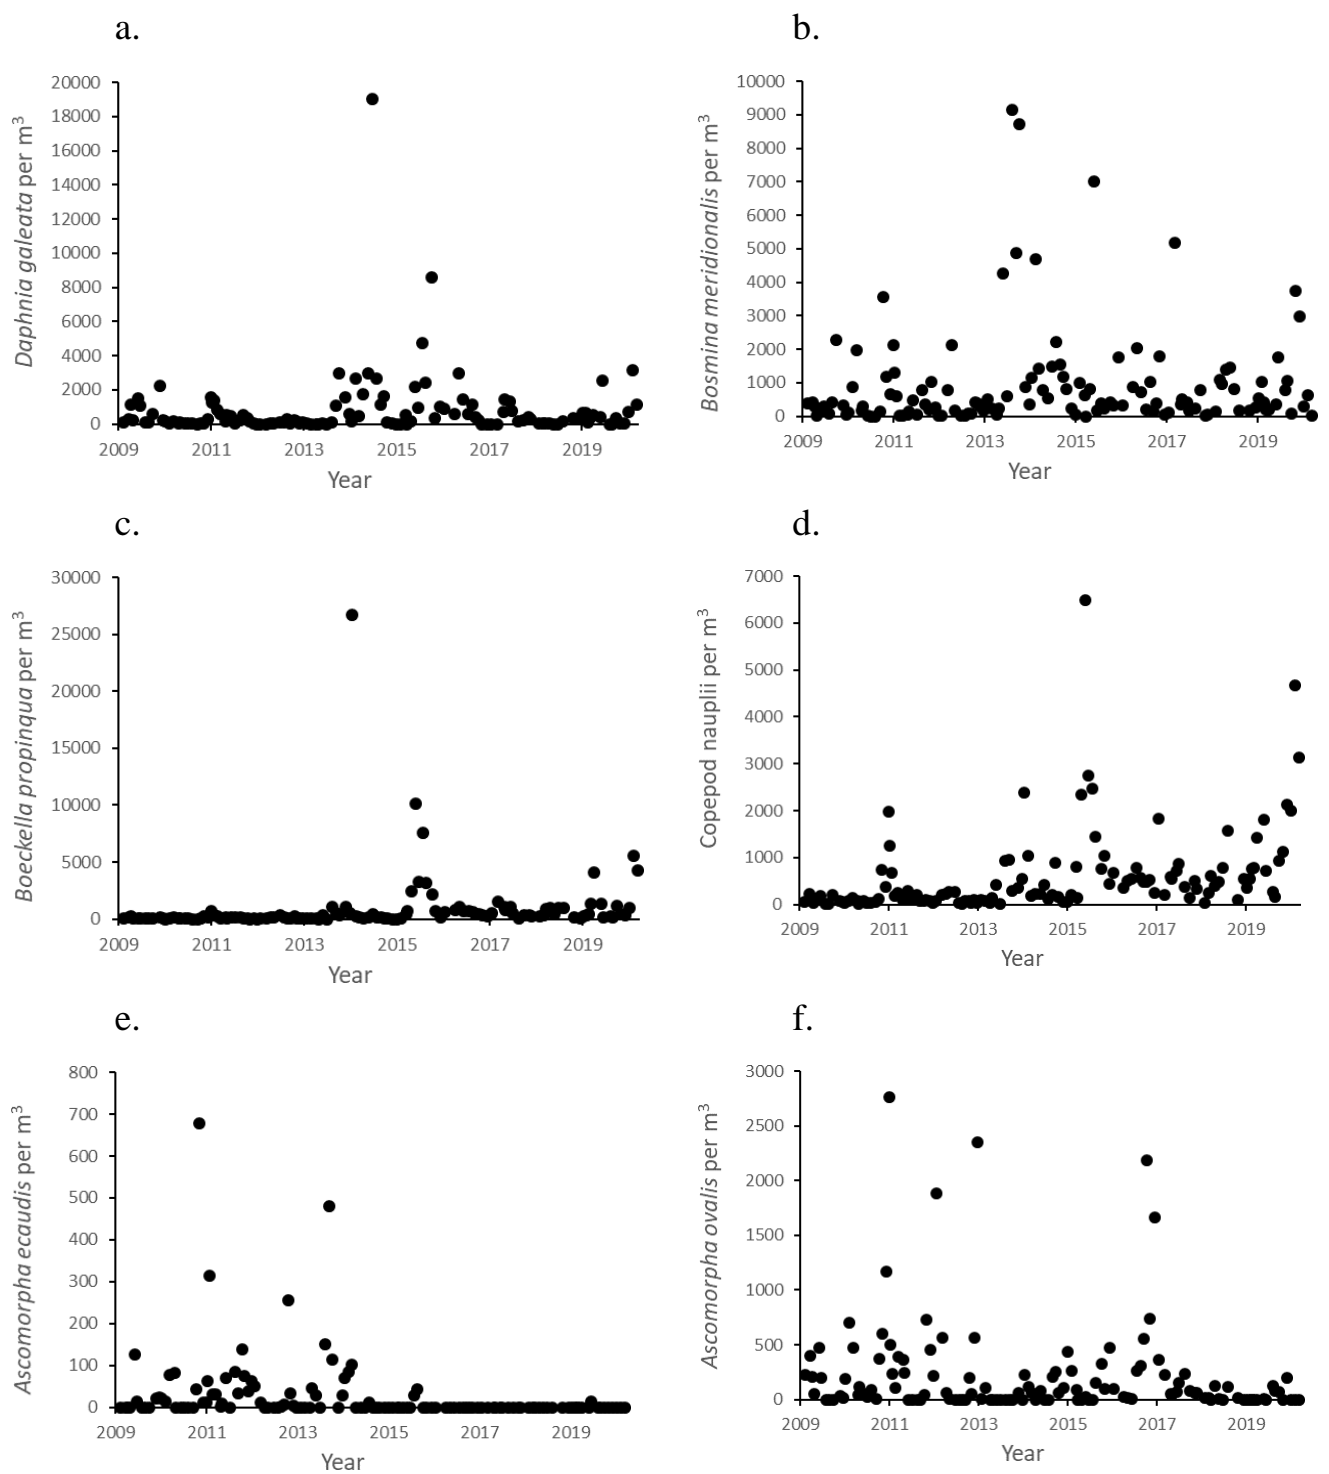 a.
20000
18000
16000
14000
12000
10000
8000
6000
4000
2000
0
Daphnia galeata per m³
2009 2011 2013 2015 2017 2019
Year
b.
10000
9000
8000
7000
6000
5000
4000
3000
2000
1000
0
Bosmina meridionalis per m³
2009 2011 2013 2015 2017 2019
Year
c.
30000
25000
20000
15000
10000
5000
0
Boeckella propinqua per m³
2009 2011 2013 2015 2017 2019
Year
d.
7000
6000
5000
4000
3000
2000
1000
0
Copepod nauplii per m³
2009 2011 2013 2015 2017 2019
Year
e.
800
700
600
500
400
300
200
100
0
Ascomorpha ecaudis per m³
2009 2011 2013 2015 2017 2019
Year
f.
3000
2500
2000
1500
1000
500
0
Ascomorpha ovalis per m³
2009 2011 2013 2015 2017 2019
Year